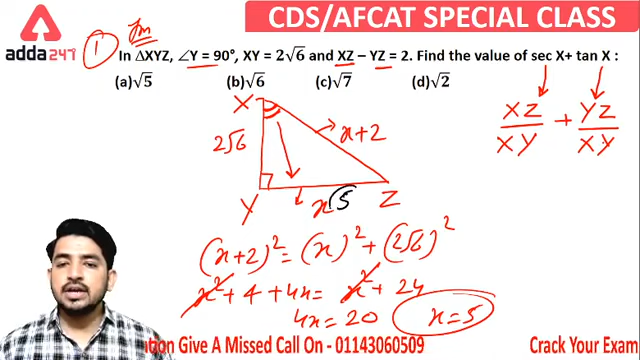 CDS/AFCAT SPECIAL CLASS
adda247
1 Im
In ΔXYZ, ∠Y = 90°, XY = 2√6 and XZ − YZ = 2. Find the value of sec X+ tan X :
(a)√5 (b)√6 (c)√7 (d)√2
XZ/XY + YZ/XY
X
2√6
x+2
Y x 5 Z
(x+2)² = (x)² + (2√6)²
x² + 4 + 4x = x² + 24
4x = 20 x=5
ation Give A Missed Call On - 01143060509 Crack Your Exam